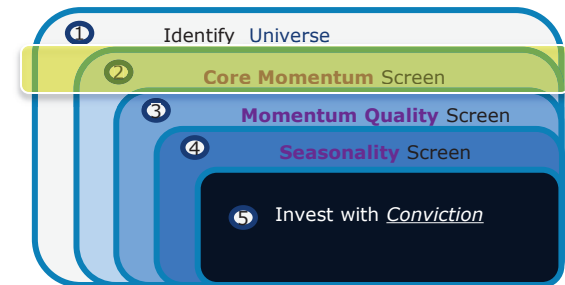 1 Identify Universe
2 Core Momentum Screen
3 Momentum Quality Screen
4 Seasonality Screen
5 Invest with Conviction